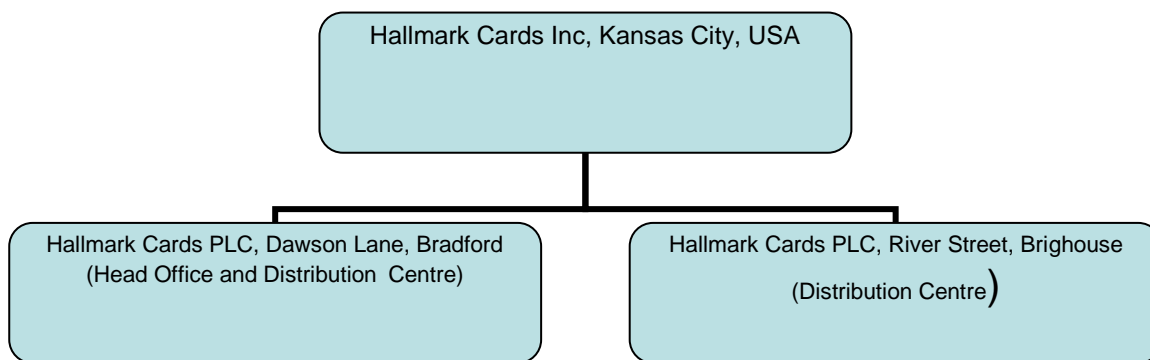 Hallmark Cards Inc, Kansas City, USA
Hallmark Cards PLC, Dawson Lane, Bradford
(Head Office and Distribution Centre)
Hallmark Cards PLC, River Street, Brighouse
(Distribution Centre)